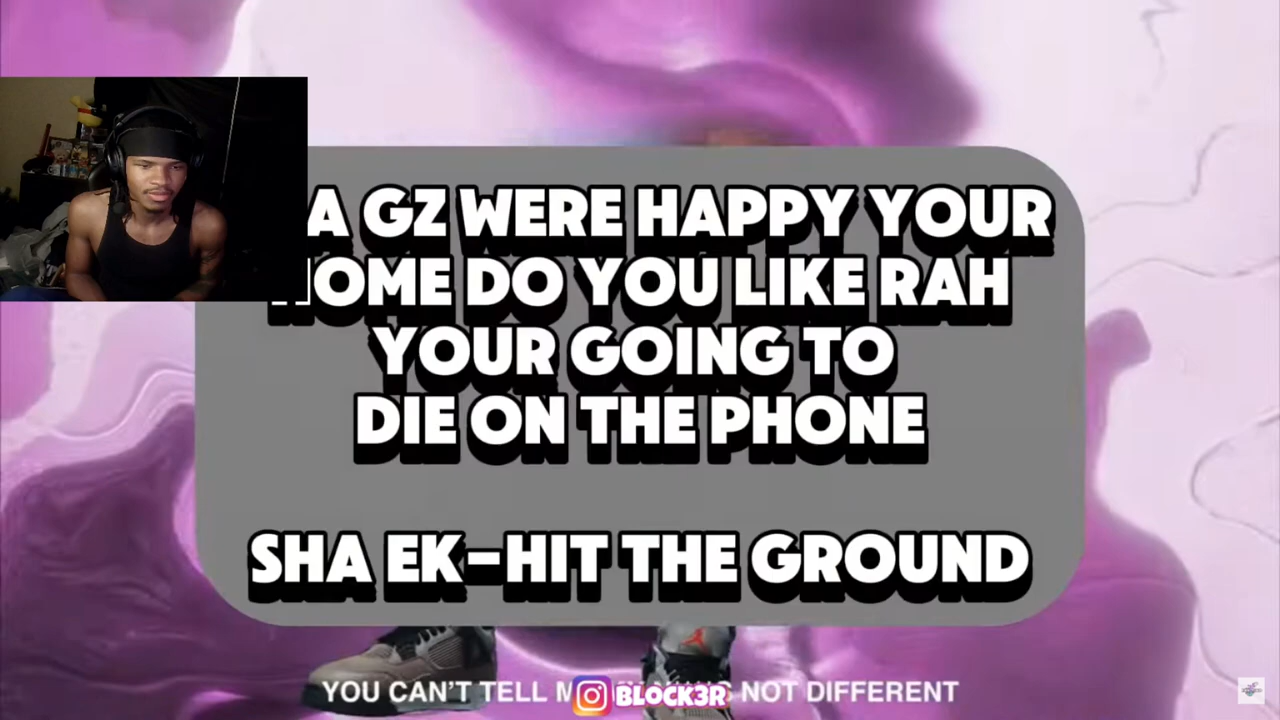 A GZ WERE HAPPY YOUR
HOME DO YOU LIKE RAH
YOUR GOING TO
DIE ON THE PHONE
SHA EK-HIT THE GROUND
YOU CAN'T TELL NOT DIFFERENT
BLOCK3R